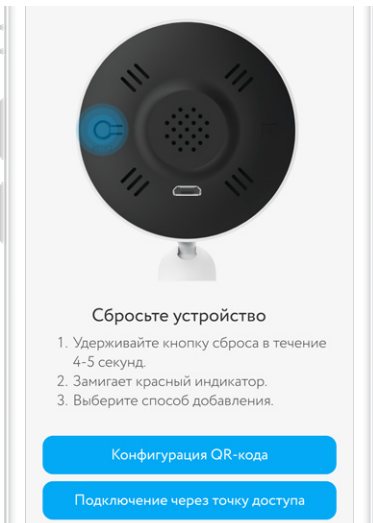 Сбросьте устройство
1. Удерживайте кнопку сброса в течение
4-5 секунд.
2. Замигает красный индикатор.
3. Выберите способ добавления.
Конфигурация QR-кода
Подключение через точку доступа